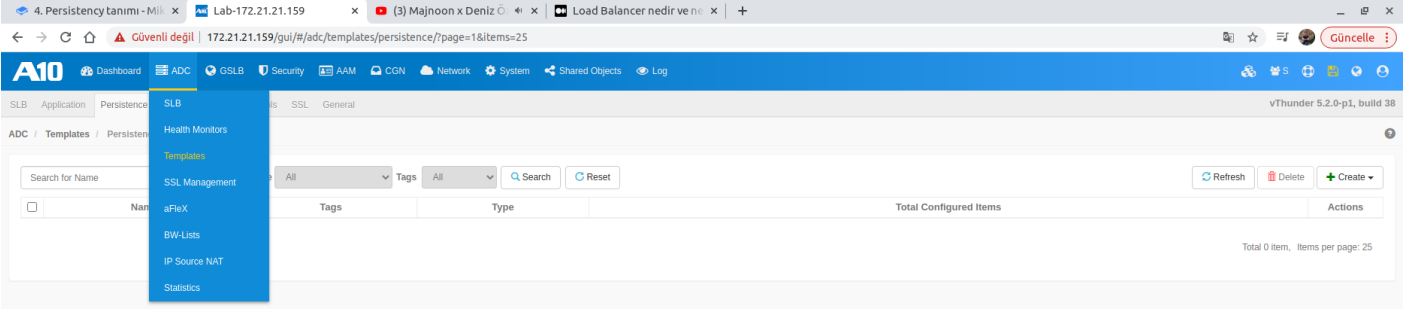 4. Persistency tanımı - Mik
Lab-172.21.21.159
(3) Majnoon x Deniz Ö
Load Balancer nedir ve ne
Güvenli değil 172.21.21.159/gui/#/adc/templates/persistence/?page=1&items=25 Güncelle
A10 Dashboard ADC GSLB Security AAM CGN Network System Shared Objects Log S
SLB Application Persistence ls SSL General vThunder 5.2.0-p1, build 38
ADC / Templates / Persisten
SLB
Health Monitors
Templates
SSL Management
aFleX
BW-Lists
IP Source NAT
Statistics
Search for Name e All Tags All Search Reset Refresh Delete Create
Nam Tags Type Total Configured Items Actions
Total 0 item, Items per page: 25